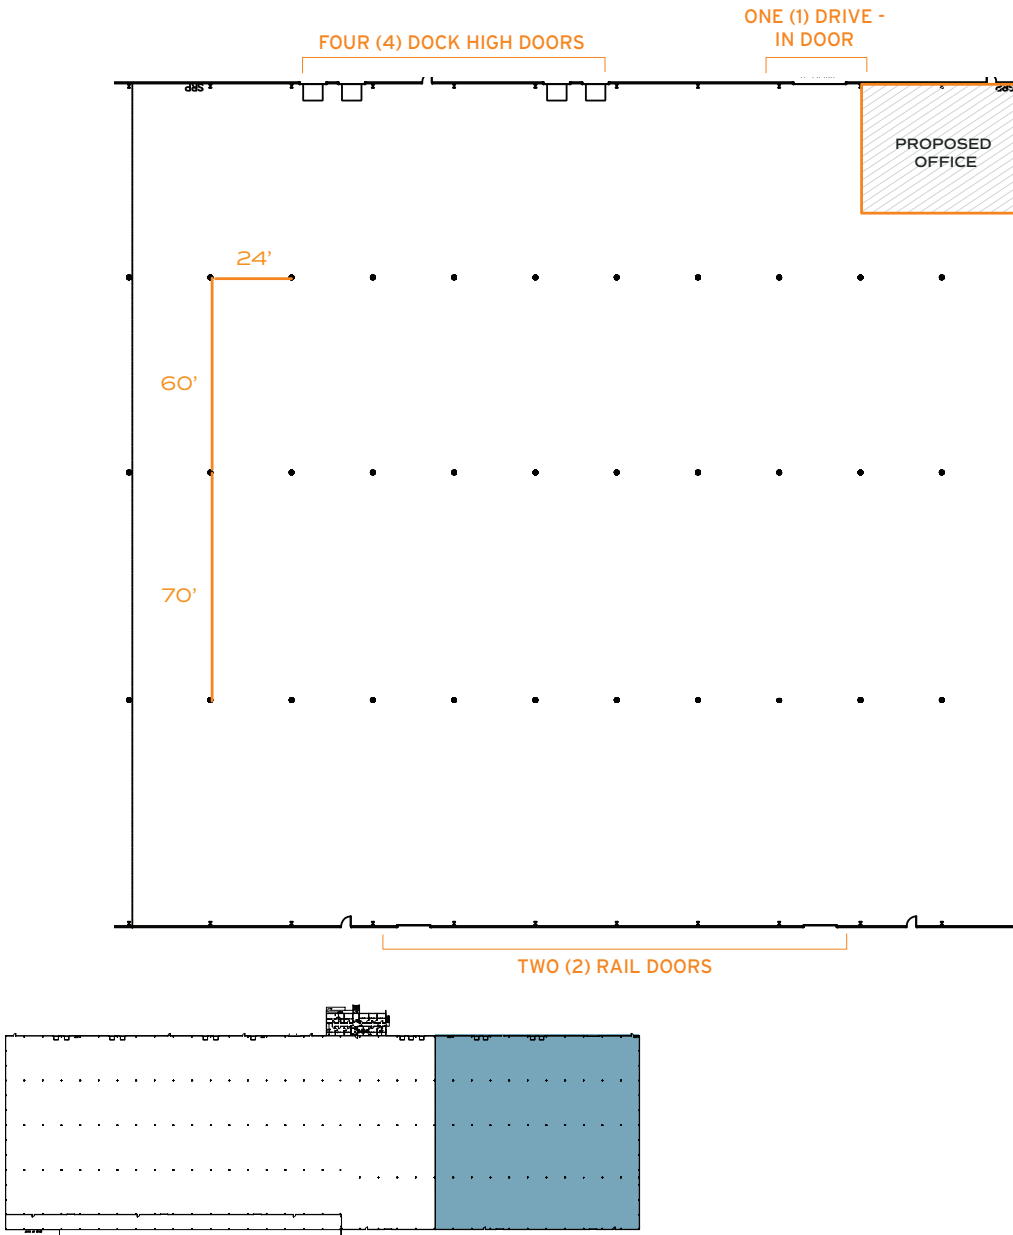 ONE (1) DRIVE -
IN DOOR
FOUR (4) DOCK HIGH DOORS
SRP
PROPOSED
OFFICE
24’
60’
70’
TWO (2) RAIL DOORS